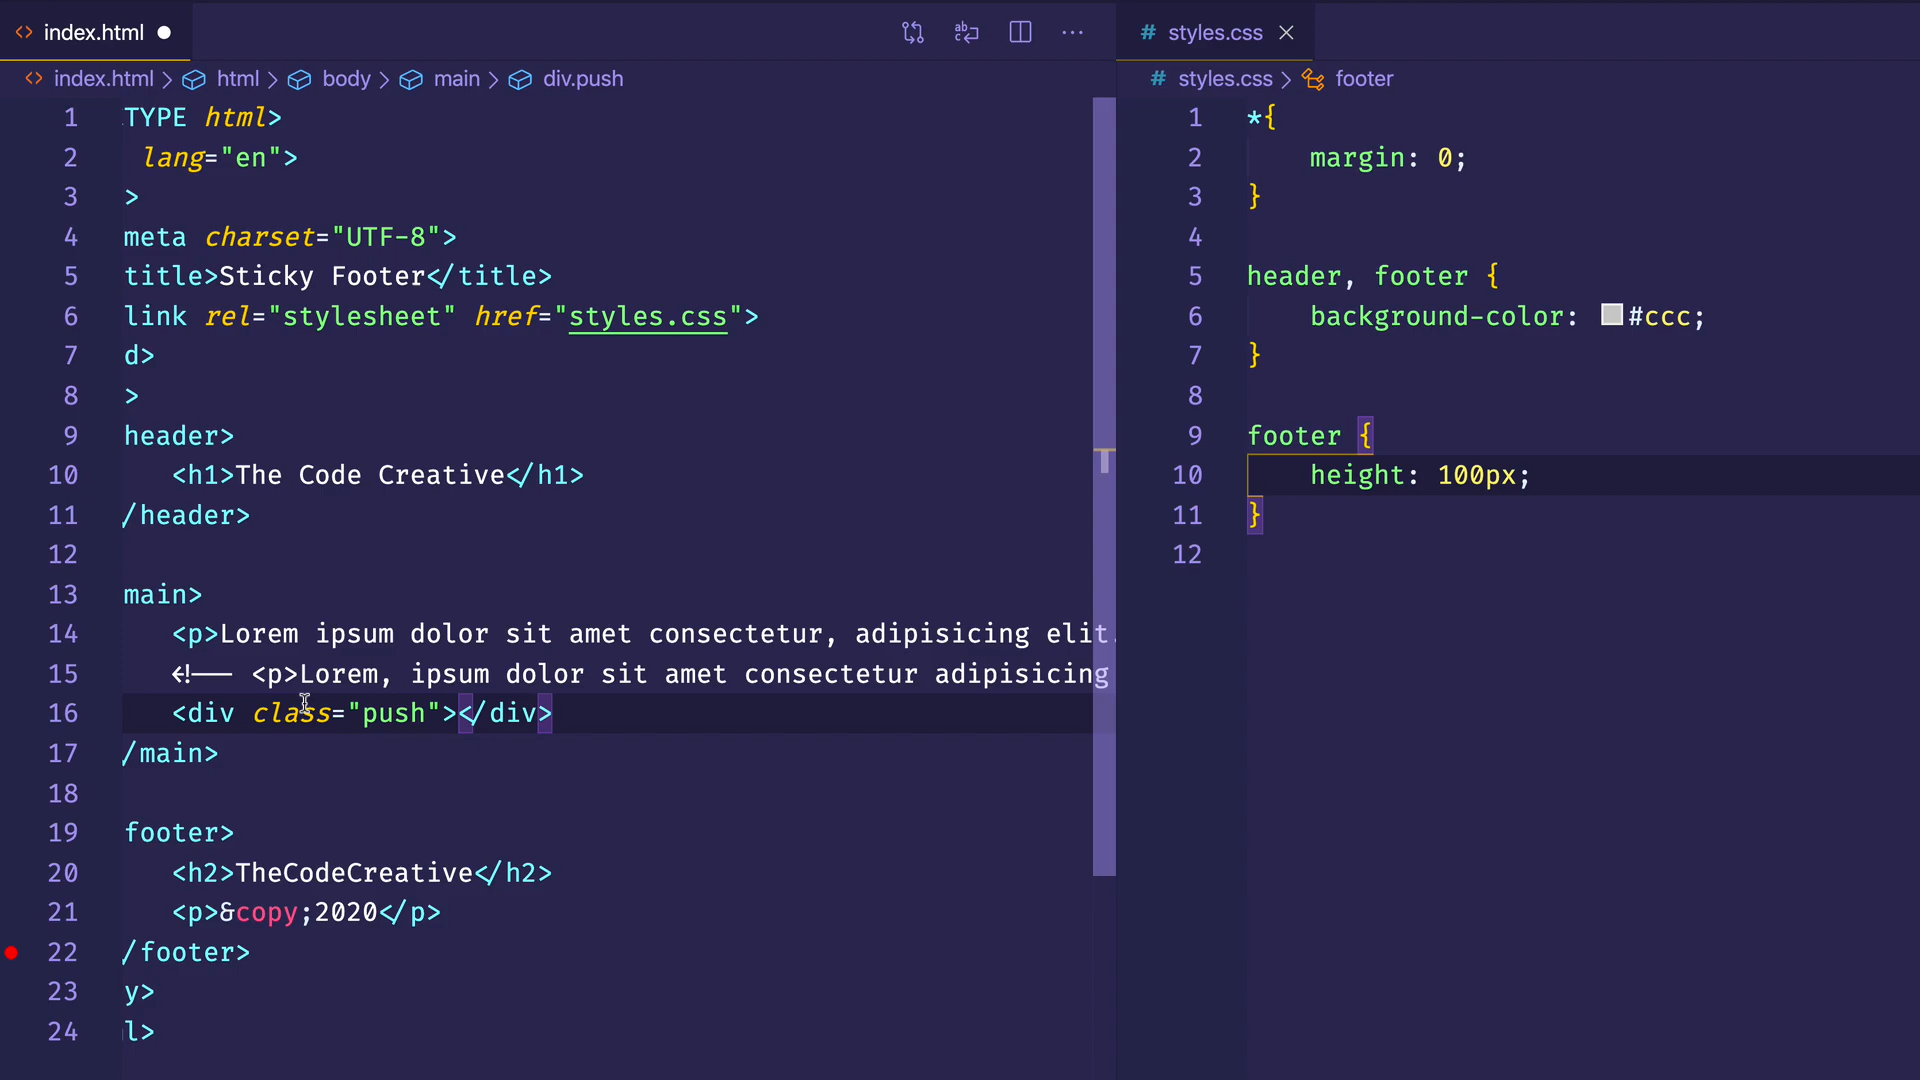 index.html
styles.css
index.html > html > body > main > div.push
styles.css > footer
1 TYPE html>
2 lang="en">
3 >
4 meta charset="UTF-8">
5 title>Sticky Footer</title>
6 link rel="stylesheet" href="styles.css">
7 d>
8 >
9 header>
10 <h1>The Code Creative</h1>
11 /header>
12
13 main>
14 <p>Lorem ipsum dolor sit amet consectetur, adipisicing elit.
15 <!-- <p>Lorem, ipsum dolor sit amet consectetur adipisicing
16 <div class="push"></div>
17 /main>
18
19 footer>
20 <h2>TheCodeCreative</h2>
21 <p>&copy;2020</p>
22 /footer>
23 y>
24 l>
1 *{
2 margin: 0;
3 }
4
5 header, footer {
6 background-color: #ccc;
7 }
8
9 footer {
10 height: 100px;
11 }
12